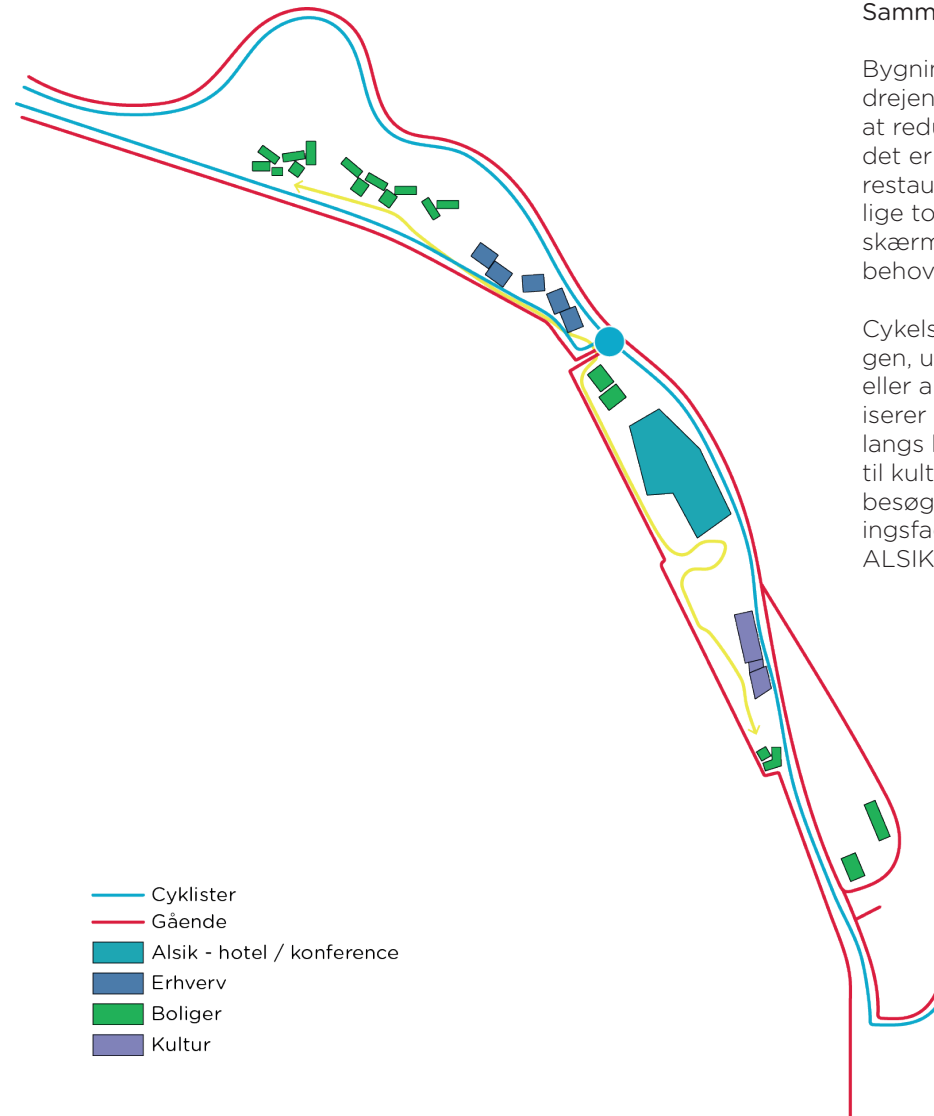 Samm
Bygnin
drejen
at redu
det er
restau
lige to
skærm
behov
Cykels
gen, u
eller a
iserer
langs
til kult
besøg
ingsfa
ALSIK
Cyklister
Gående
Alsik - hotel / konference
Erhverv
Boliger
Kultur